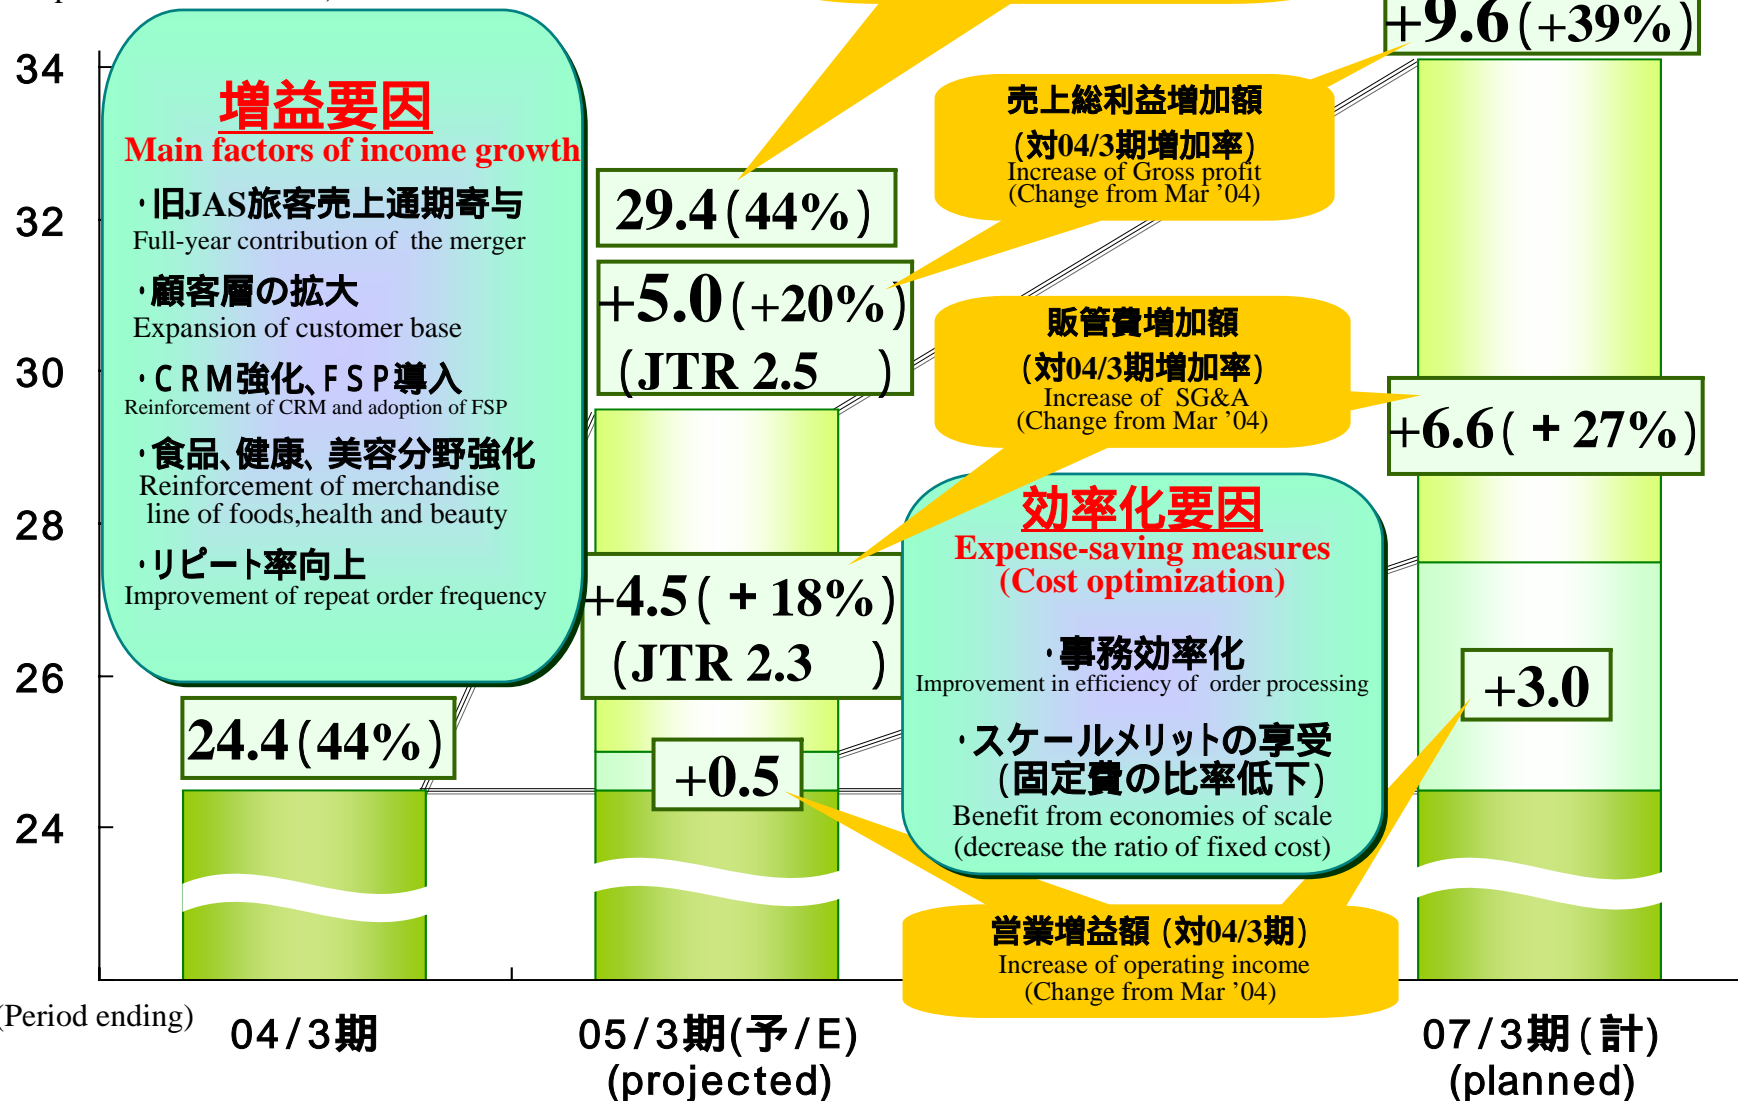 +9.6(+39%)
34
32
30
28
26
24
増益要因
Main factors of income growth
・旧JAS旅客売上通期寄与
Full-year contribution of the merger
・顧客層の拡大
Expansion of customer base
・CRM強化、FSP導入
Reinforcement of CRM and adoption of FSP
・食品、健康、美容分野強化
Reinforcement of merchandise
line of foods,health and beauty
・リピート率向上
Improvement of repeat order frequency
24.4(44%)
29.4(44%)
+5.0(+20%)
(JTR 2.5 )
+4.5(+18%)
(JTR 2.3 )
+0.5
売上総利益増加額
(対04/3期増加率)
Increase of Gross profit
(Change from Mar ’04)
販管費増加額
(対04/3期増加率)
Increase of SG&A
(Change from Mar ’04)
効率化要因
Expense-saving measures
(Cost optimization)
・事務効率化
Improvement in efficiency of order processing
・スケールメリットの享受
(固定費の比率低下)
Benefit from economies of scale
(decrease the ratio of fixed cost)
営業増益額(対04/3期)
Increase of operating income
(Change from Mar ’04)
+6.6(+27%)
+3.0
(Period ending)
04/3期
05/3期(予/E)
(projected)
07/3期(計)
(planned)